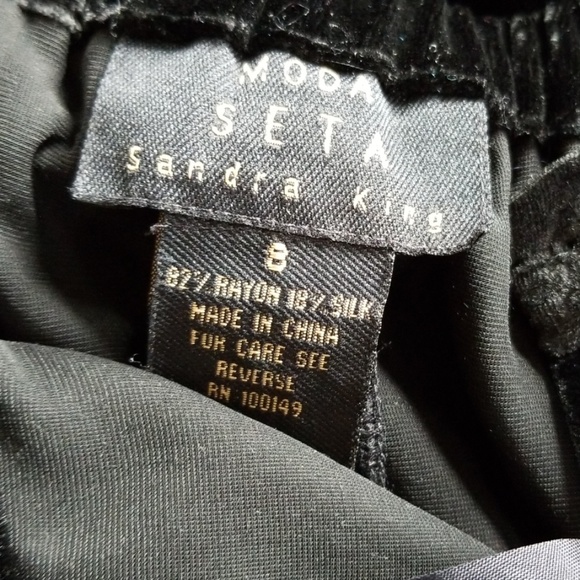 MODA
SETA
Sandra King
8
82%RAYON 18%SILK
MADE IN CHINA
FOR CARE SEE
REVERSE
RN 100149